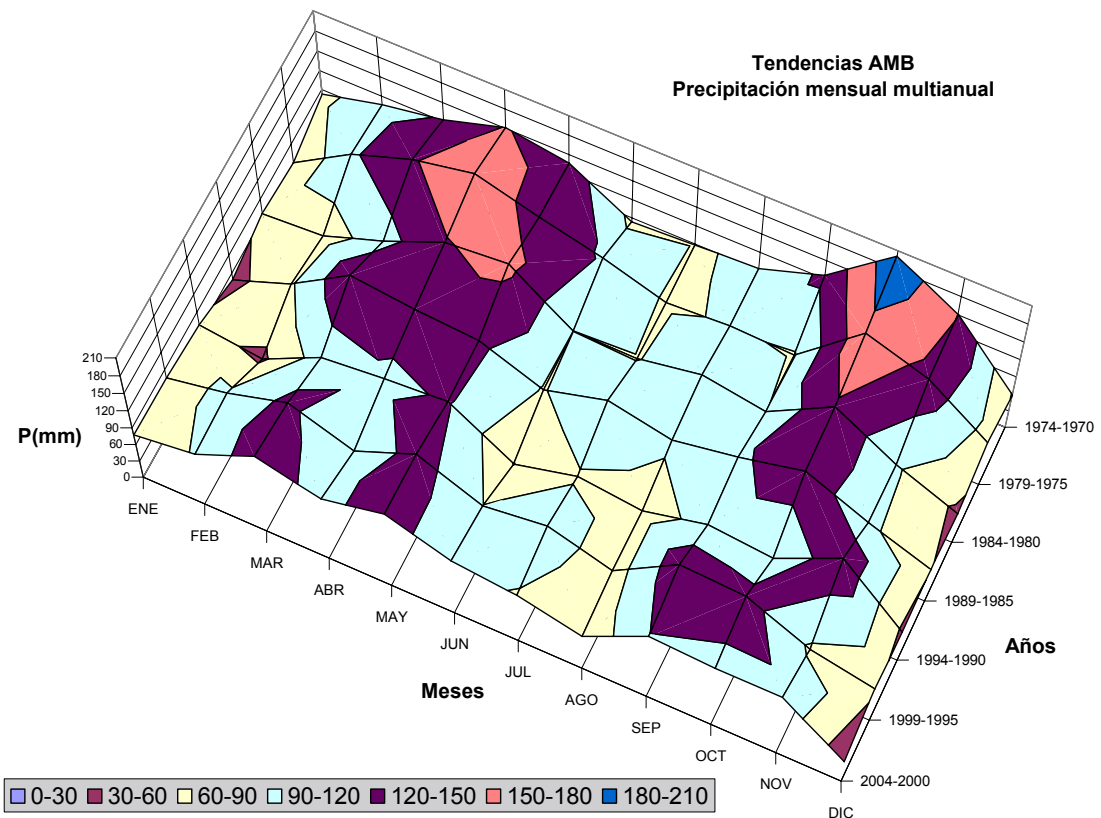 Tendencias AMB
Precipitación mensual multianual
210
180
150
120
90
60
30
0
P(mm)
ENE
FEB
MAR
ABR
MAY
JUN
JUL
AGO
SEP
OCT
NOV
DIC
Meses
1974-1970
1979-1975
1984-1980
1989-1985
1994-1990
1999-1995
2004-2000
Años
0-30 30-60 60-90 90-120 120-150 150-180 180-210